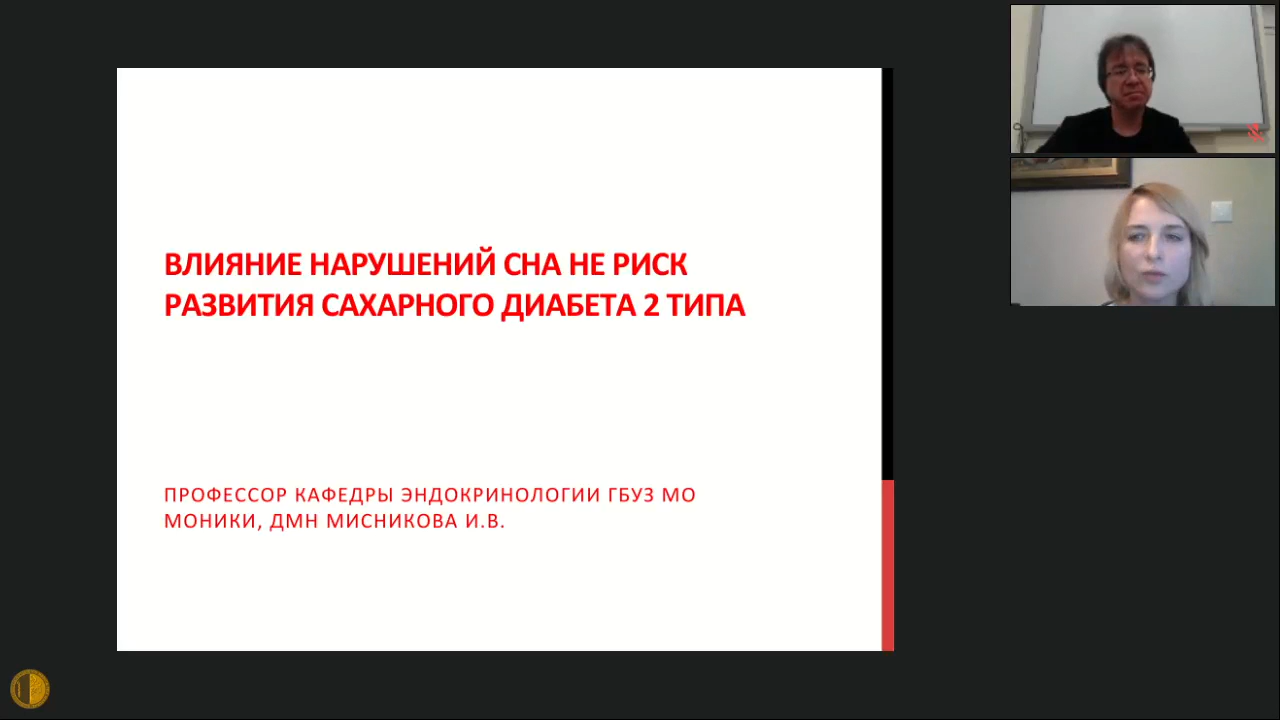 ВЛИЯНИЕ НАРУШЕНИЙ СНА НЕ РИСК
РАЗВИТИЯ САХАРНОГО ДИАБЕТА 2 ТИПА
ПРОФЕССОР КАФЕДРЫ ЭНДОКРИНОЛОГИИ ГБУЗ МО
МОНИКИ, ДМН МИСНИКОВА И.В.